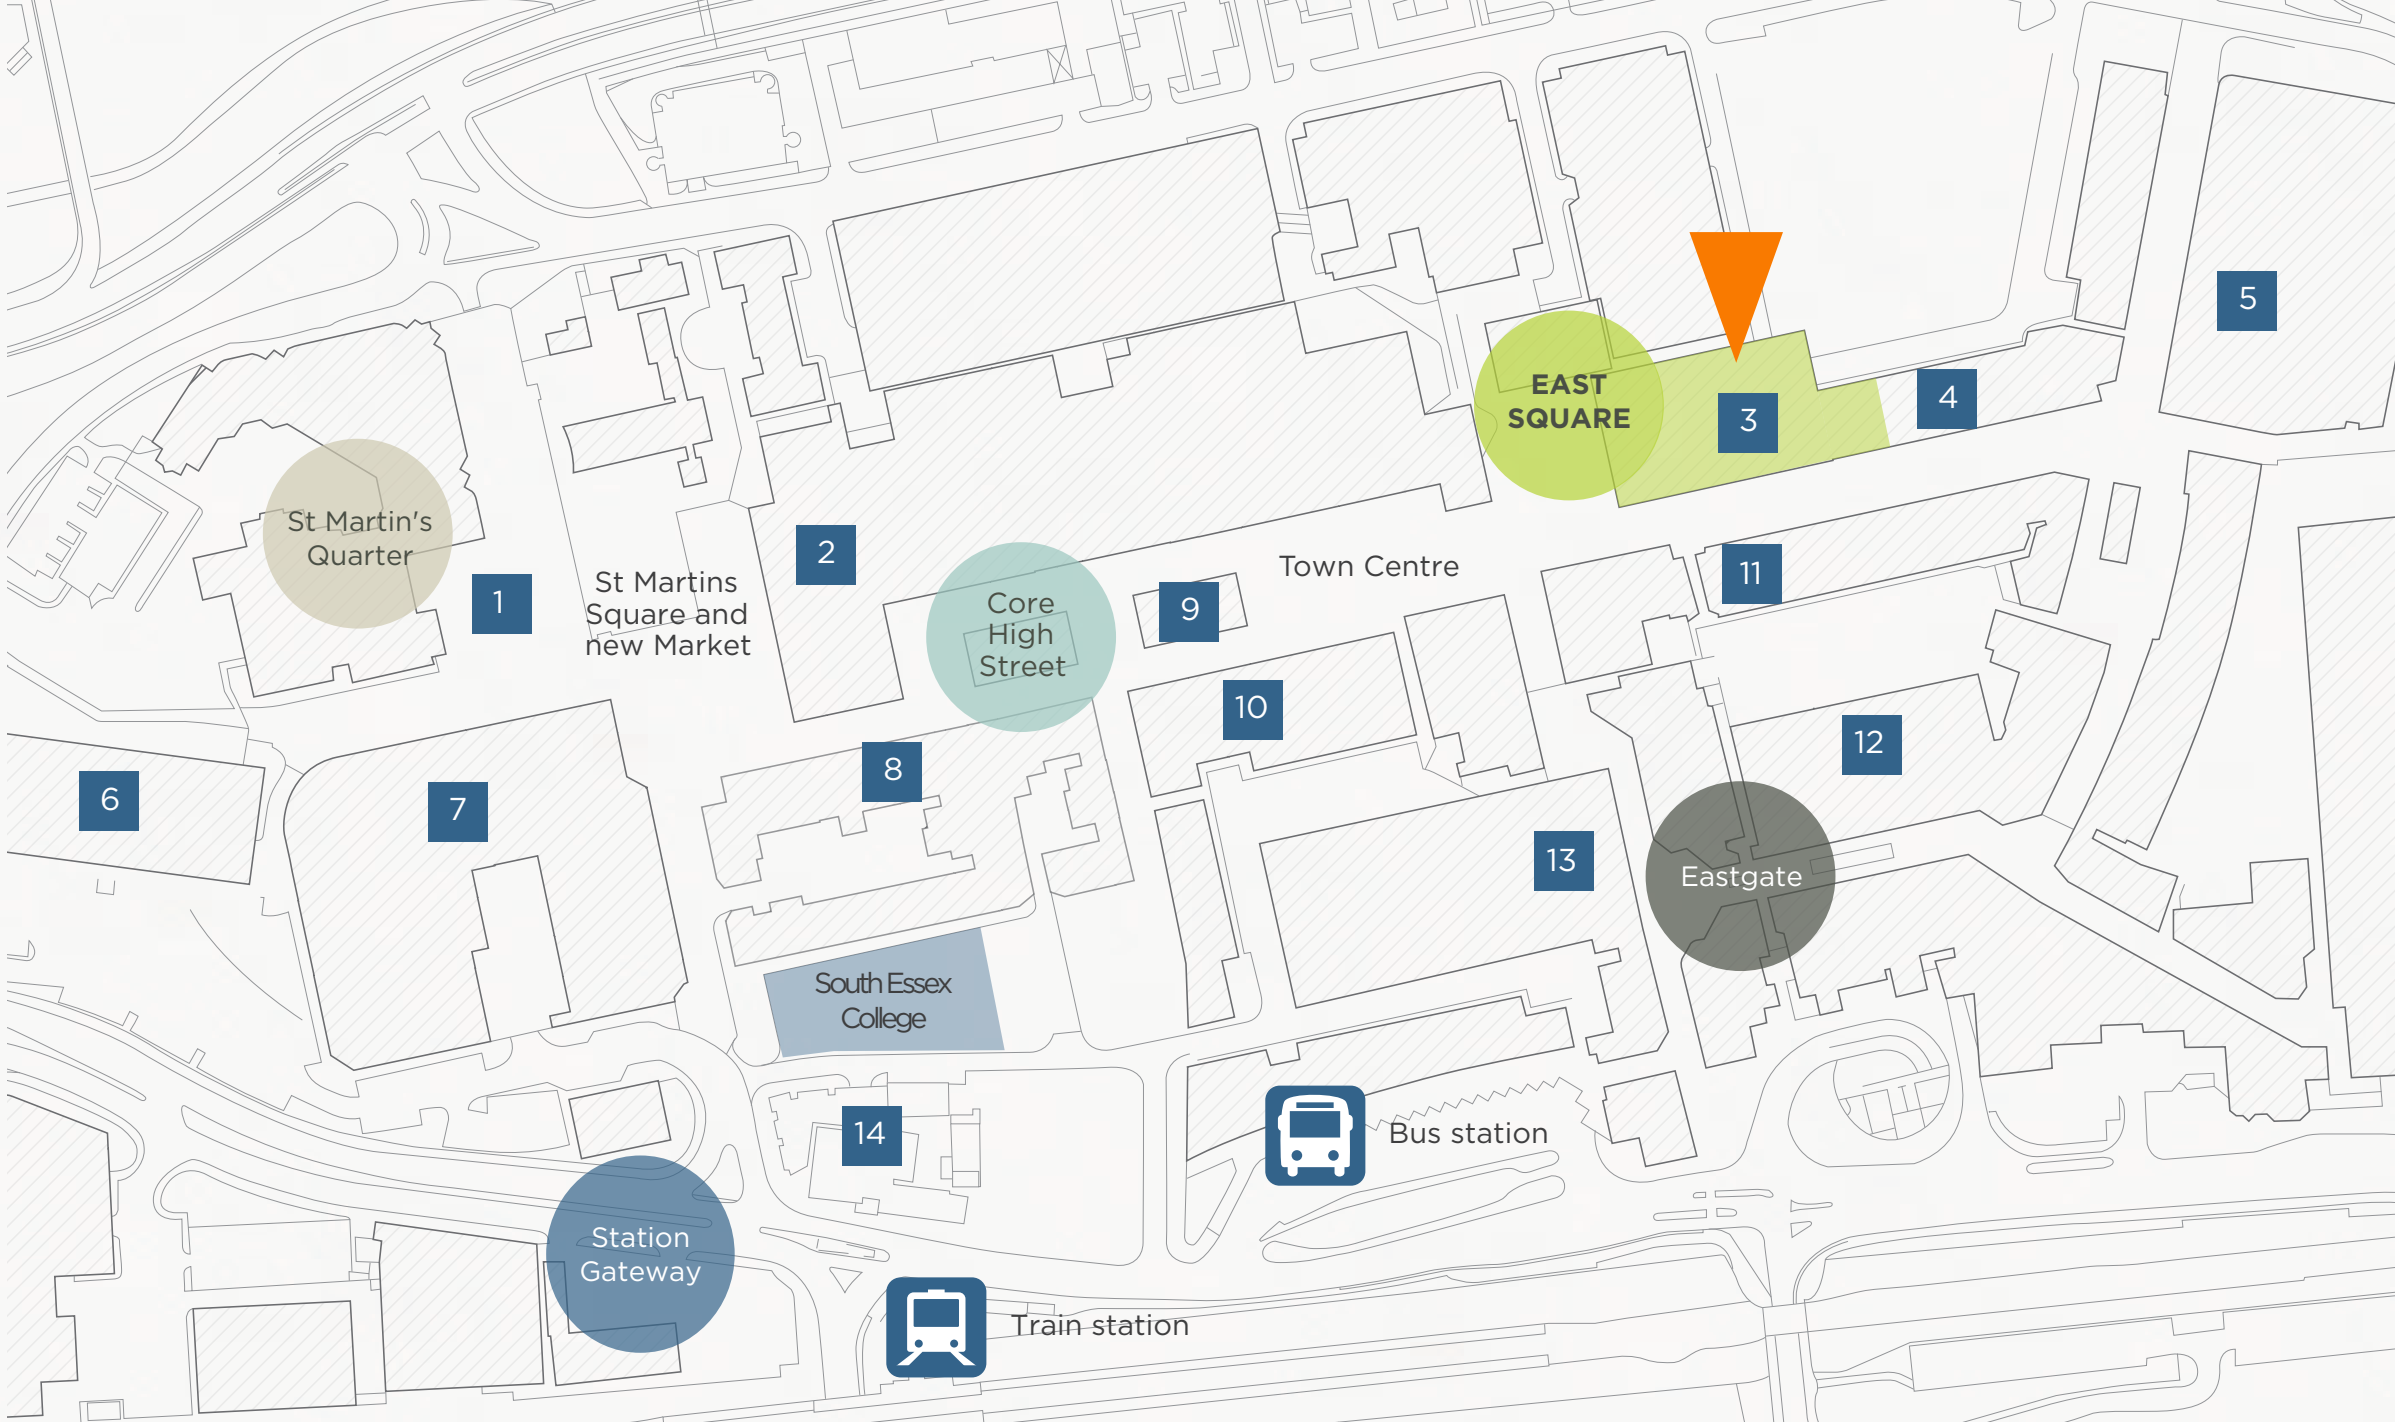 5
EAST
SQUARE
3
4
St Martin's
Quarter
1
St Martins
Square and
new Market
2
Core
High
Street
9
Town Centre
11
10
12
6
7
8
13
Eastgate
South Essex
College
14
Bus station
Station
Gateway
Train station